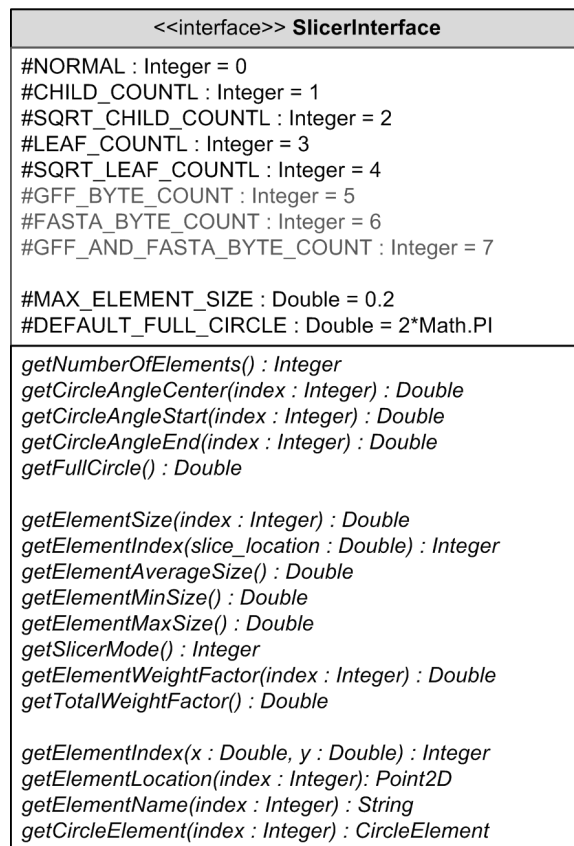 <<interface>> SlicerInterface
#NORMAL : Integer = 0
#CHILD_COUNTL : Integer = 1
#SQRT_CHILD_COUNTL : Integer = 2
#LEAF_COUNTL : Integer = 3
#SQRT_LEAF_COUNTL : Integer = 4
#GFF_BYTE_COUNT : Integer = 5
#FASTA_BYTE_COUNT : Integer = 6
#GFF_AND_FASTA_BYTE_COUNT : Integer = 7
#MAX_ELEMENT_SIZE : Double = 0.2
#DEFAULT_FULL_CIRCLE : Double = 2*Math.PI
getNumberOfElements() : Integer
getCircleAngleCenter(index : Integer) : Double
getCircleAngleStart(index : Integer) : Double
getCircleAngleEnd(index : Integer) : Double
getFullCircle() : Double
getElementSize(index : Integer) : Double
getElementIndex(slice_location : Double) : Integer
getElementAverageSize() : Double
getElementMinSize() : Double
getElementMaxSize() : Double
getSlicerMode() : Integer
getElementWeightFactor(index : Integer) : Double
getTotalWeightFactor() : Double
getElementIndex(x : Double, y : Double) : Integer
getElementLocation(index : Integer): Point2D
getElementName(index : Integer) : String
getCircleElement(index : Integer) : CircleElement